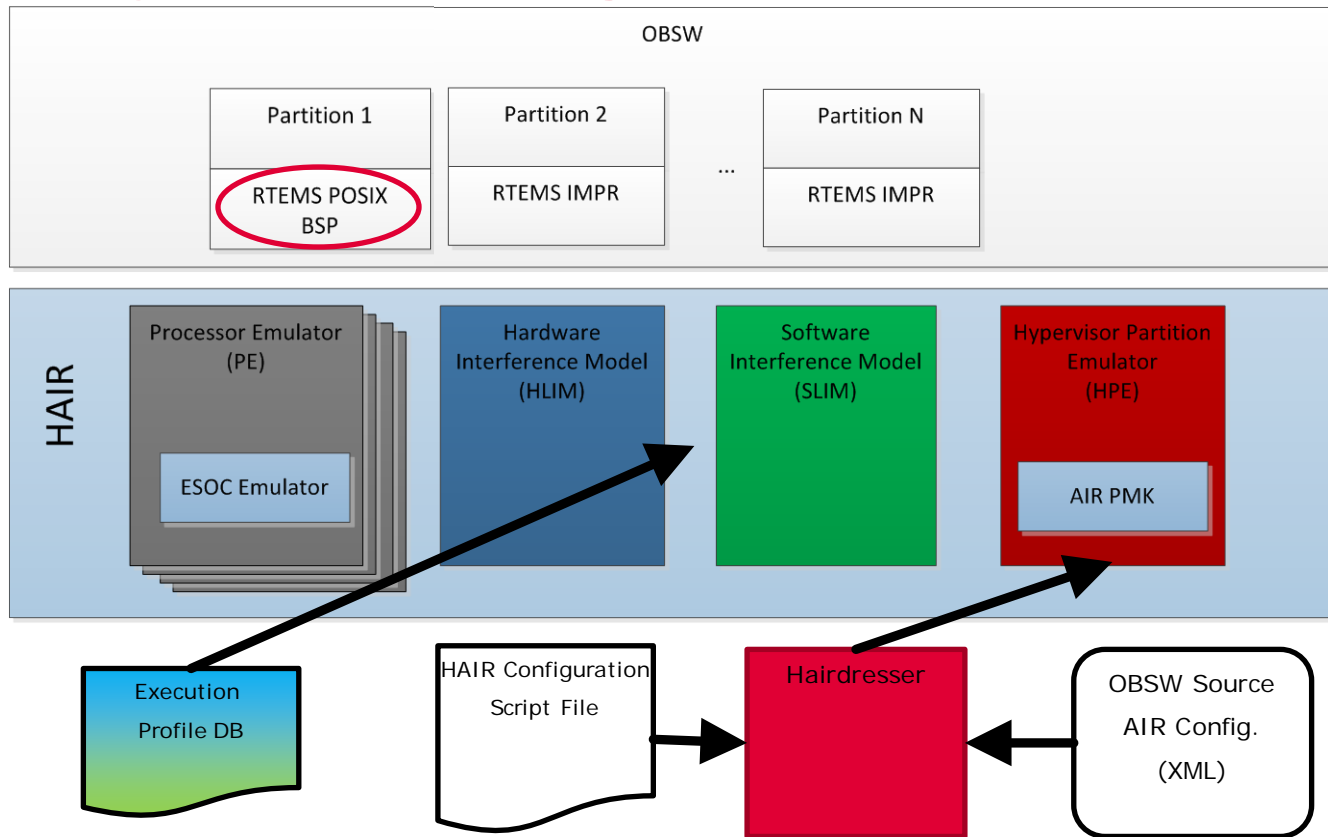 OBSW
Partition 1
Partition 2
Partition N
RTEMS POSIX
BSP
RTEMS IMPR
...
RTEMS IMPR
HAIR
Processor Emulator
(PE)
ESOC Emulator
Hardware
Interference Model
(HLIM)
Software
Interference Model
(SLIM)
Hypervisor Partition
Emulator
(HPE)
AIR PMK
Execution
Profile DB
HAIR Configuration
Script File
Hairdresser
OBSW Source
AIR Config.
(XML)